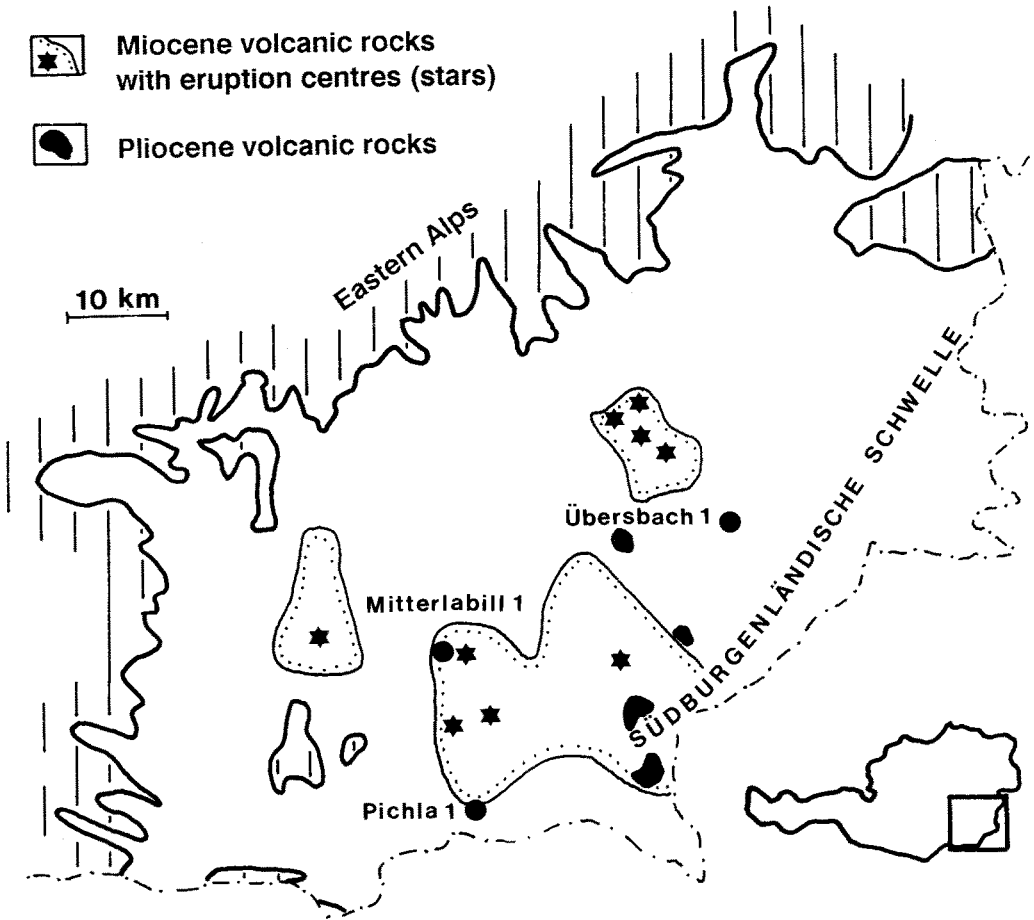 Miocene volcanic rocks
with eruption centres (stars)
Pliocene volcanic rocks
Eastern Alps
10 km
SÜDBURGENLÄNDISCHE SCHWELLE
Übersbach 1
Mitterlabill 1
Pichla 1